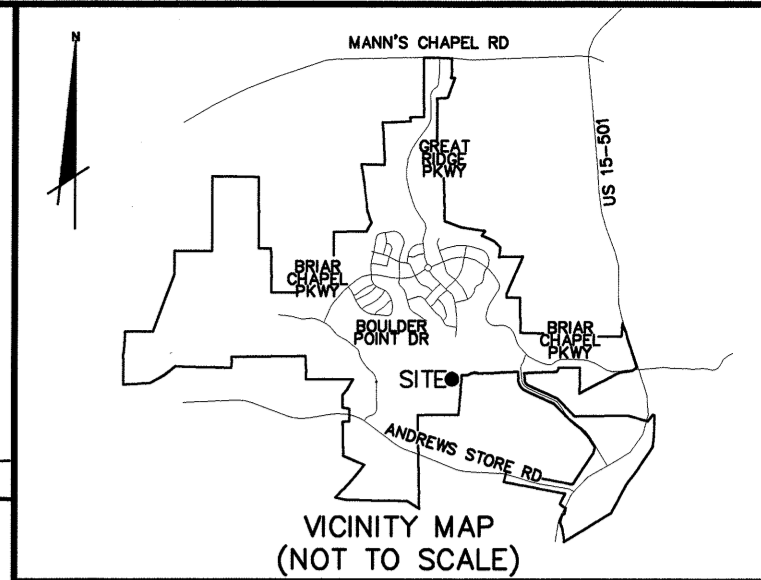 N
MANN'S CHAPEL RD
GREAT
RIDGE
PKWY
US 15-501
BRIAR
CHAPEL
PKWY
BOULDER
POINT DR
BRIAR
CHAPEL
PKWY
SITE
ANDREWS STORE RD
VICINITY MAP
(NOT TO SCALE)